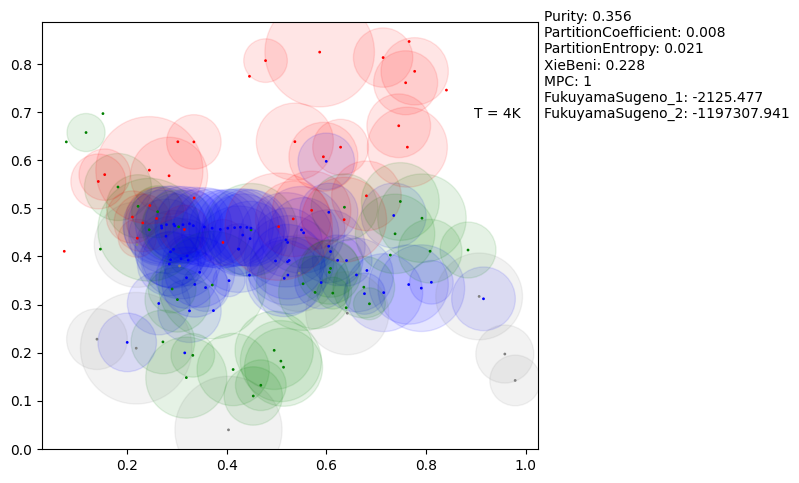 Purity: 0.356
PartitionCoefficient: 0.008
PartitionEntropy: 0.021
XieBeni: 0.228
MPC: 1
FukuyamaSugeno_1: -2125.477
FukuyamaSugeno_2: -1197307.941
T = 4K
0.8
0.7
0.6
0.5
0.4
0.3
0.2
0.1
0.0
0.2 0.4 0.6 0.8 1.0